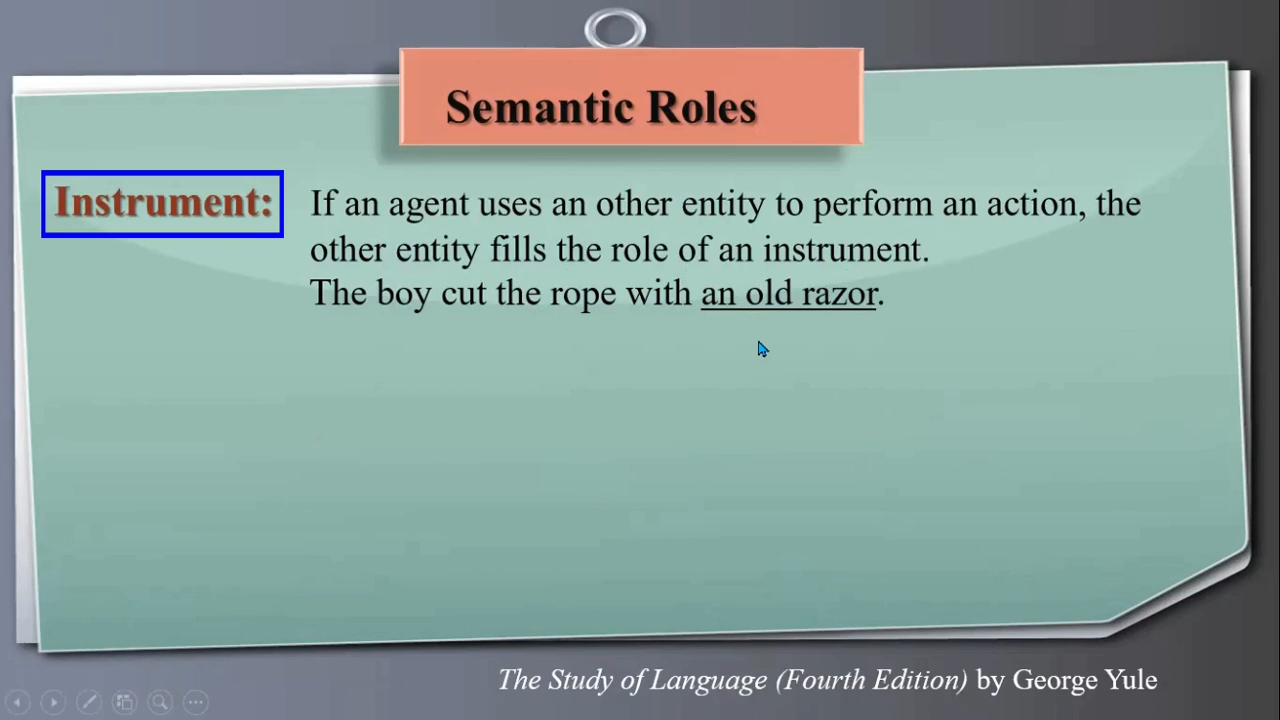 Semantic Roles
Instrument:
If an agent uses an other entity to perform an action, the
other entity fills the role of an instrument.
The boy cut the rope with an old razor.
The Study of Language (Fourth Edition) by George Yule